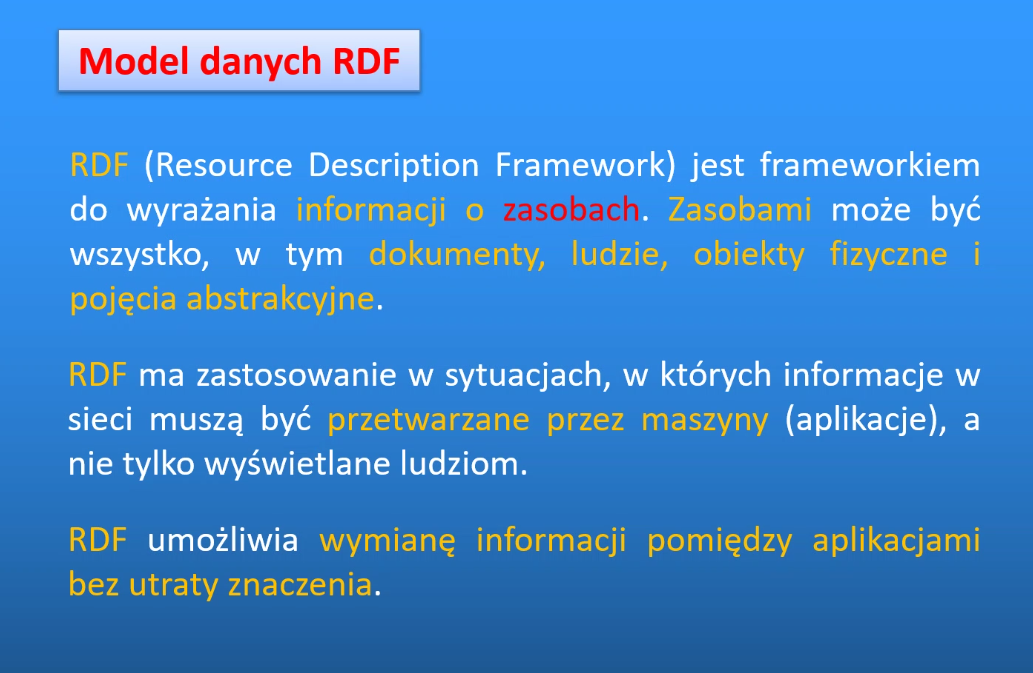 Model danych RDF
RDF (Resource Description Framework) jest frameworkiem
do wyrażania informacji o zasobach. Zasobami może być
wszystko, w tym dokumenty, ludzie, obiekty fizyczne i
pojęcia abstrakcyjne.
RDF ma zastosowanie w sytuacjach, w których informacje w
sieci muszą być przetwarzane przez maszyny (aplikacje), a
nie tylko wyświetlane ludziom.
RDF umożliwia wymianę informacji pomiędzy aplikacjami
bez utraty znaczenia.